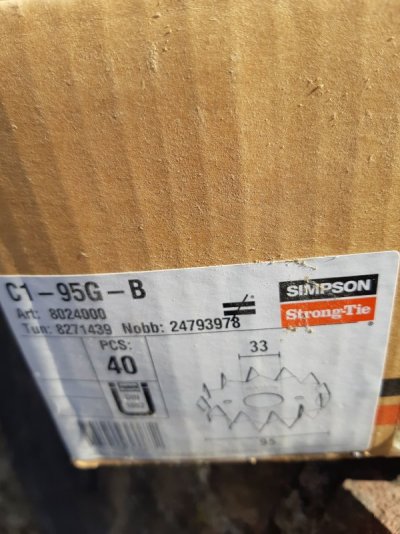 C1-95G-B
Art: 8024000
Tun: 8271439 Nobb: 24793978
SIMPSON
Strong-Tie
PCS:
40
33
95